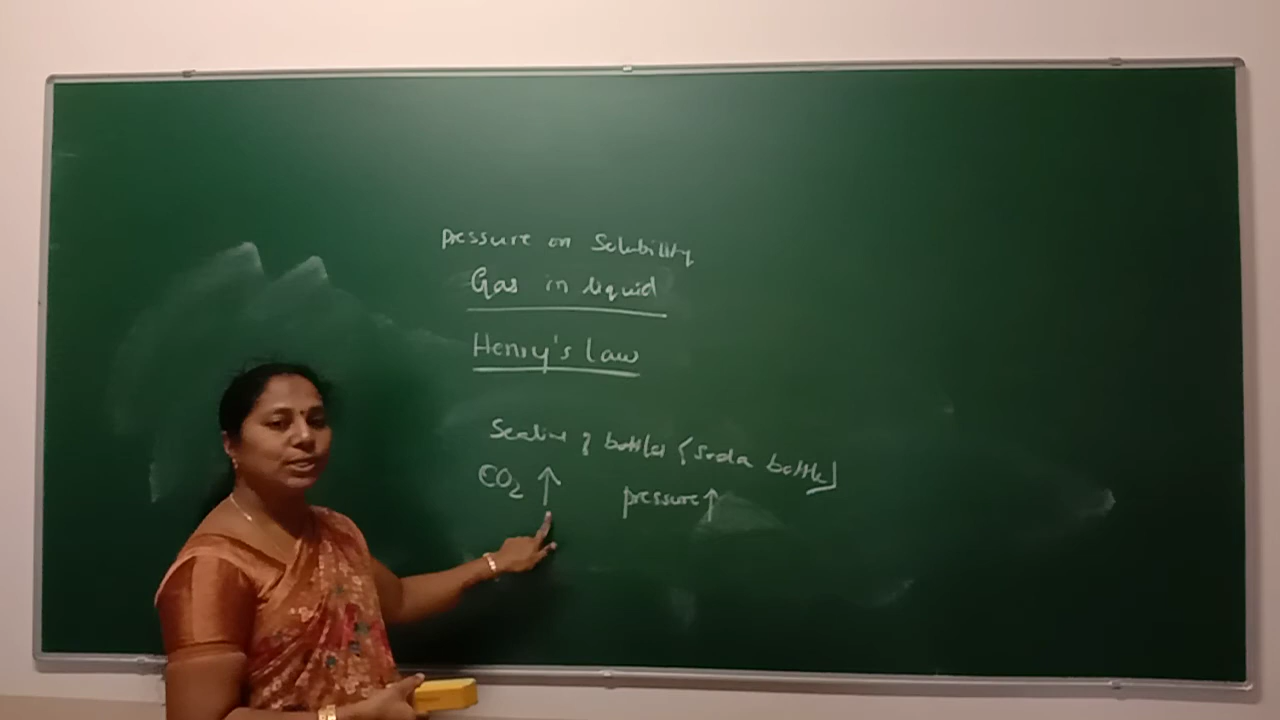 Pressure on Solubility
Gas in liquid
Henry's law
Sealing of bottles {Soda bottle}
CO2 ↑ pressure ↑